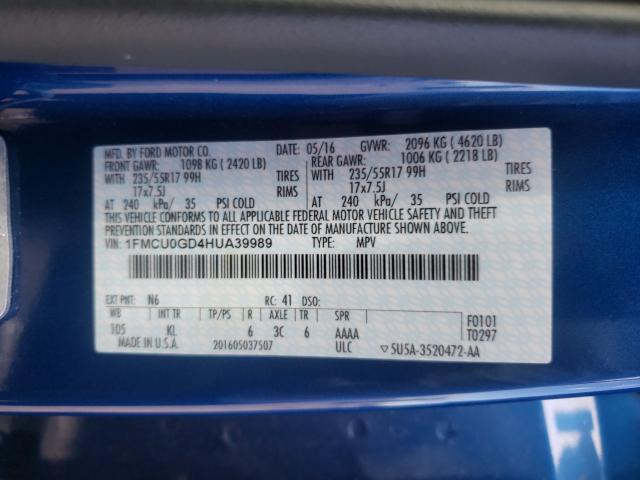 MFD. BY FORD MOTOR CO. DATE: 05/16 GVWR: 2096 KG ( 4620 LB)
FRONT GAWR: 1098 KG ( 2420 LB) REAR GAWR: 1006 KG ( 2218 LB)
WITH 235/55R17 99H TIRES WITH 235/55R17 99H TIRES
17x7.5J RIMS 17x7.5J RIMS
AT 240 kPa/ 35 PSI COLD AT 240 kPa/ 35 PSI COLD
THIS VEHICLE CONFORMS TO ALL APPLICABLE FEDERAL MOTOR VEHICLE SAFETY AND THEFT
PREVENTION STANDARDS IN EFFECT ON THE DATE OF MANUFACTURE SHOWN ABOVE.
VIN: 1FMCU0GD4HUA39989 TYPE: MPV
EXT PNT: N6 RC: 41 DSO:
WB INT TR TP/PS R AXLE TR SPR F0101
105 KL 6 3C 6 AAAA T0297
MADE IN U.S.A. 201605037507 ULC ▽5U5A-3520472-AA